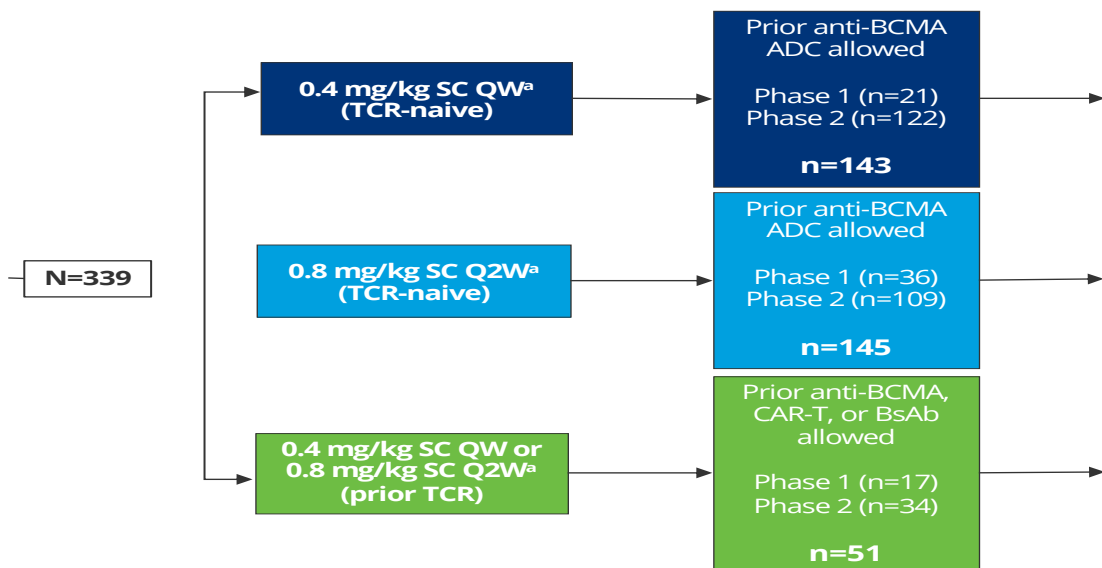 N=339
0.4 mg/kg SC QWᵃ
(TCR-naive)
Prior anti-BCMA
ADC allowed
Phase 1 (n=21)
Phase 2 (n=122)
n=143
0.8 mg/kg SC Q2Wᵃ
(TCR-naive)
Prior anti-BCMA
ADC allowed
Phase 1 (n=36)
Phase 2 (n=109)
n=145
0.4 mg/kg SC QW or
0.8 mg/kg SC Q2Wᵃ
(prior TCR)
Prior anti-BCMA,
CAR-T, or BsAb
allowed
Phase 1 (n=17)
Phase 2 (n=34)
n=51